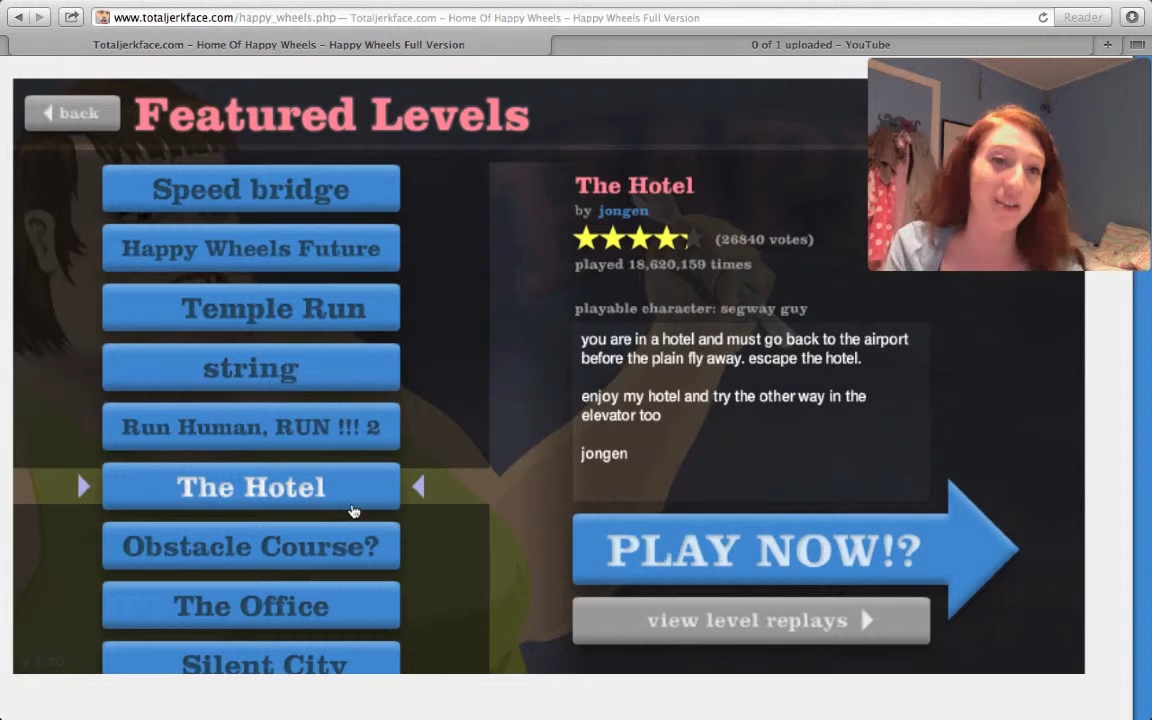 www.totaljerkface.com/happy_wheels.php — Totaljerkface.com – Home Of Happy Wheels – Happy Wheels Full Version
Reader
Totaljerkface.com – Home Of Happy Wheels – Happy Wheels Full Version
0 of 1 uploaded – YouTube
back
Featured Levels
Speed bridge
Happy Wheels Future
Temple Run
string
Run Human, RUN !!! 2
The Hotel
Obstacle Course?
The Office
Silent City
The Hotel
by jongen
(26840 votes)
played 18,620,159 times
playable character: segway guy
you are in a hotel and must go back to the airport
before the plain fly away. escape the hotel.
enjoy my hotel and try the other way in the
elevator too
jongen
PLAY NOW!?
view level replays